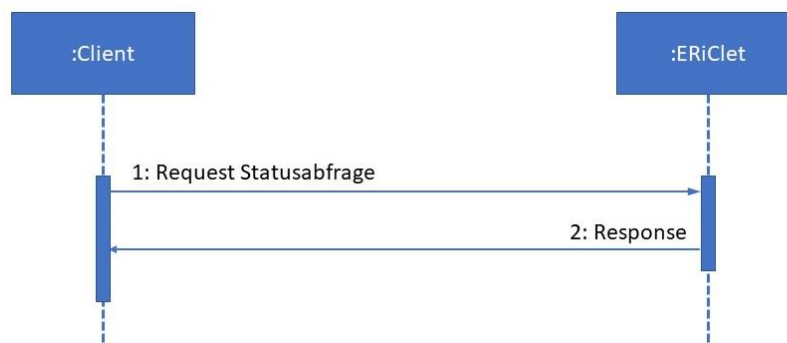 :Client
:ERiClet
1: Request Statusabfrage
2: Response